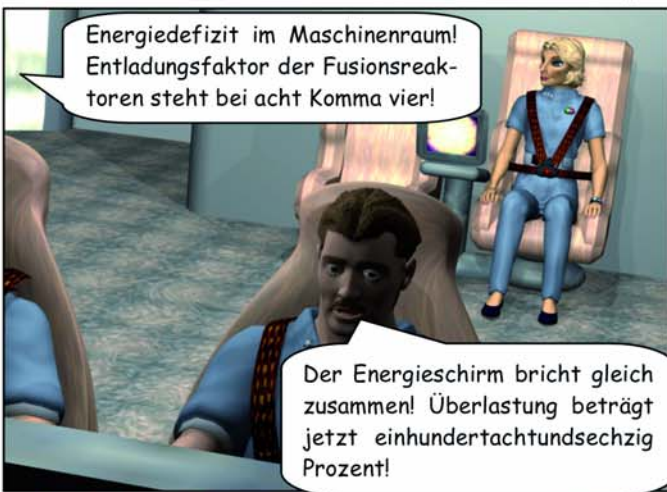 Energiedefizit im Maschinenraum!
Entladungsfaktor der Fusionsreak-
toren steht bei acht Komma vier!
Der Energieschirm bricht gleich
zusammen! Überlastung beträgt
jetzt einhundertachtundsechzig
Prozent!